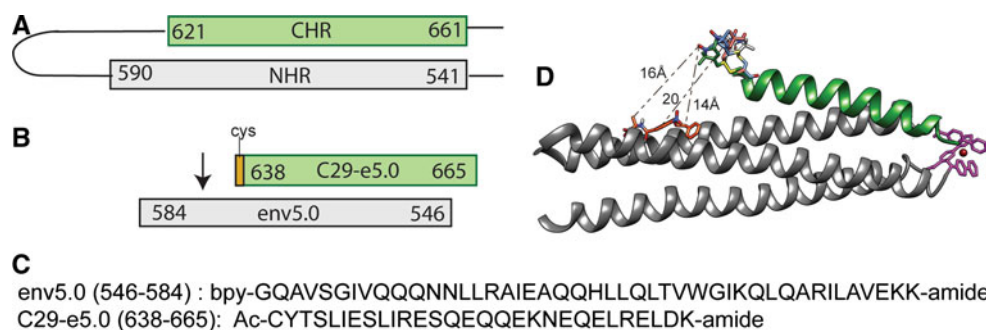 A
621 CHR 661
590 NHR 541
B
cys
638 C29-e5.0 665
584 env5.0 546
D
16Å
20
14Å
C
env5.0 (546-584) : bpy-GQAVSGIVQQQNNLLRAIEAQQHLLQLTVWGIKQLQARILAVEKK-amide
C29-e5.0 (638-665): Ac-CYTSLIESLIRESQEQQEKNEQELRELDK-amide